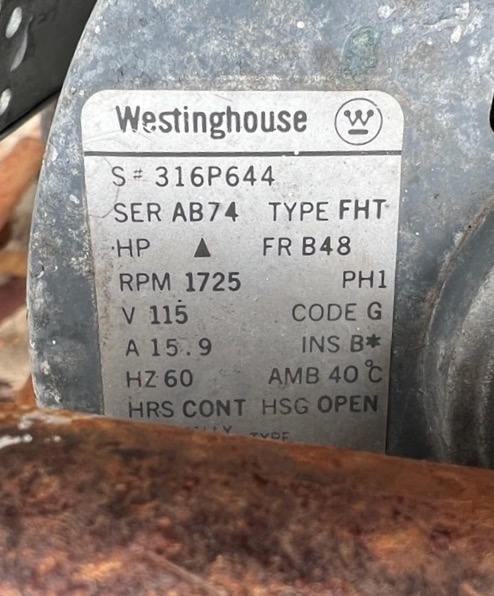 Westinghouse W
S# 316P644
SER AB74 TYPE FHT
HP ▲ FR B48
RPM 1725 PH1
V 115 CODE G
A 15.9 INS B*
HZ 60 AMB 40°C
HRS CONT HSG OPEN
TYPE